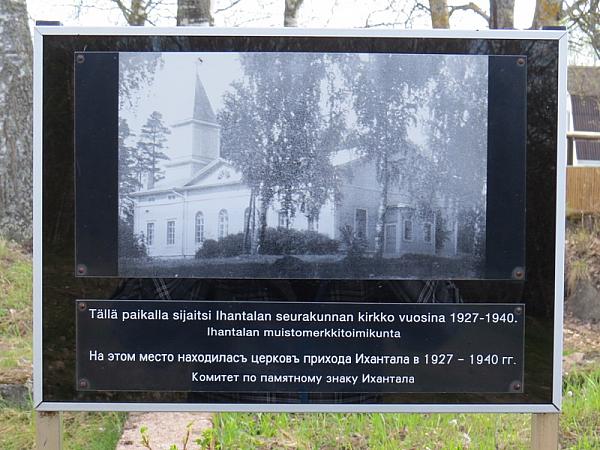 Tällä paikalla sijaitsi Ihantalan seurakunnan kirkko vuosina 1927-1940.
Ihantalan muistomerkkitoimikunta
На этом место находиласъ церковъ прихода Ихантала в 1927 - 1940 гг.
Комитет по памятному знаку Ихантала